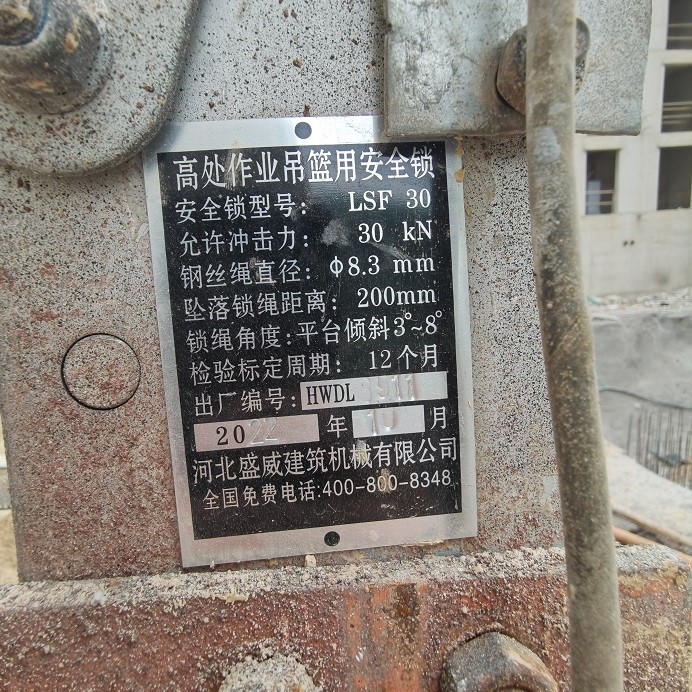 高处作业吊篮用安全锁
安全锁型号: LSF 30
允许冲击力: 30 kN
钢丝绳直径: Φ8.3 mm
坠落锁绳距离: 200mm
锁绳角度:平台倾斜3°~8°
检验标定周期: 12个月
出厂编号: HWDL 1911
2022 年 10 月
河北盛威建筑机械有限公司
全国免费电话:400-800-8348